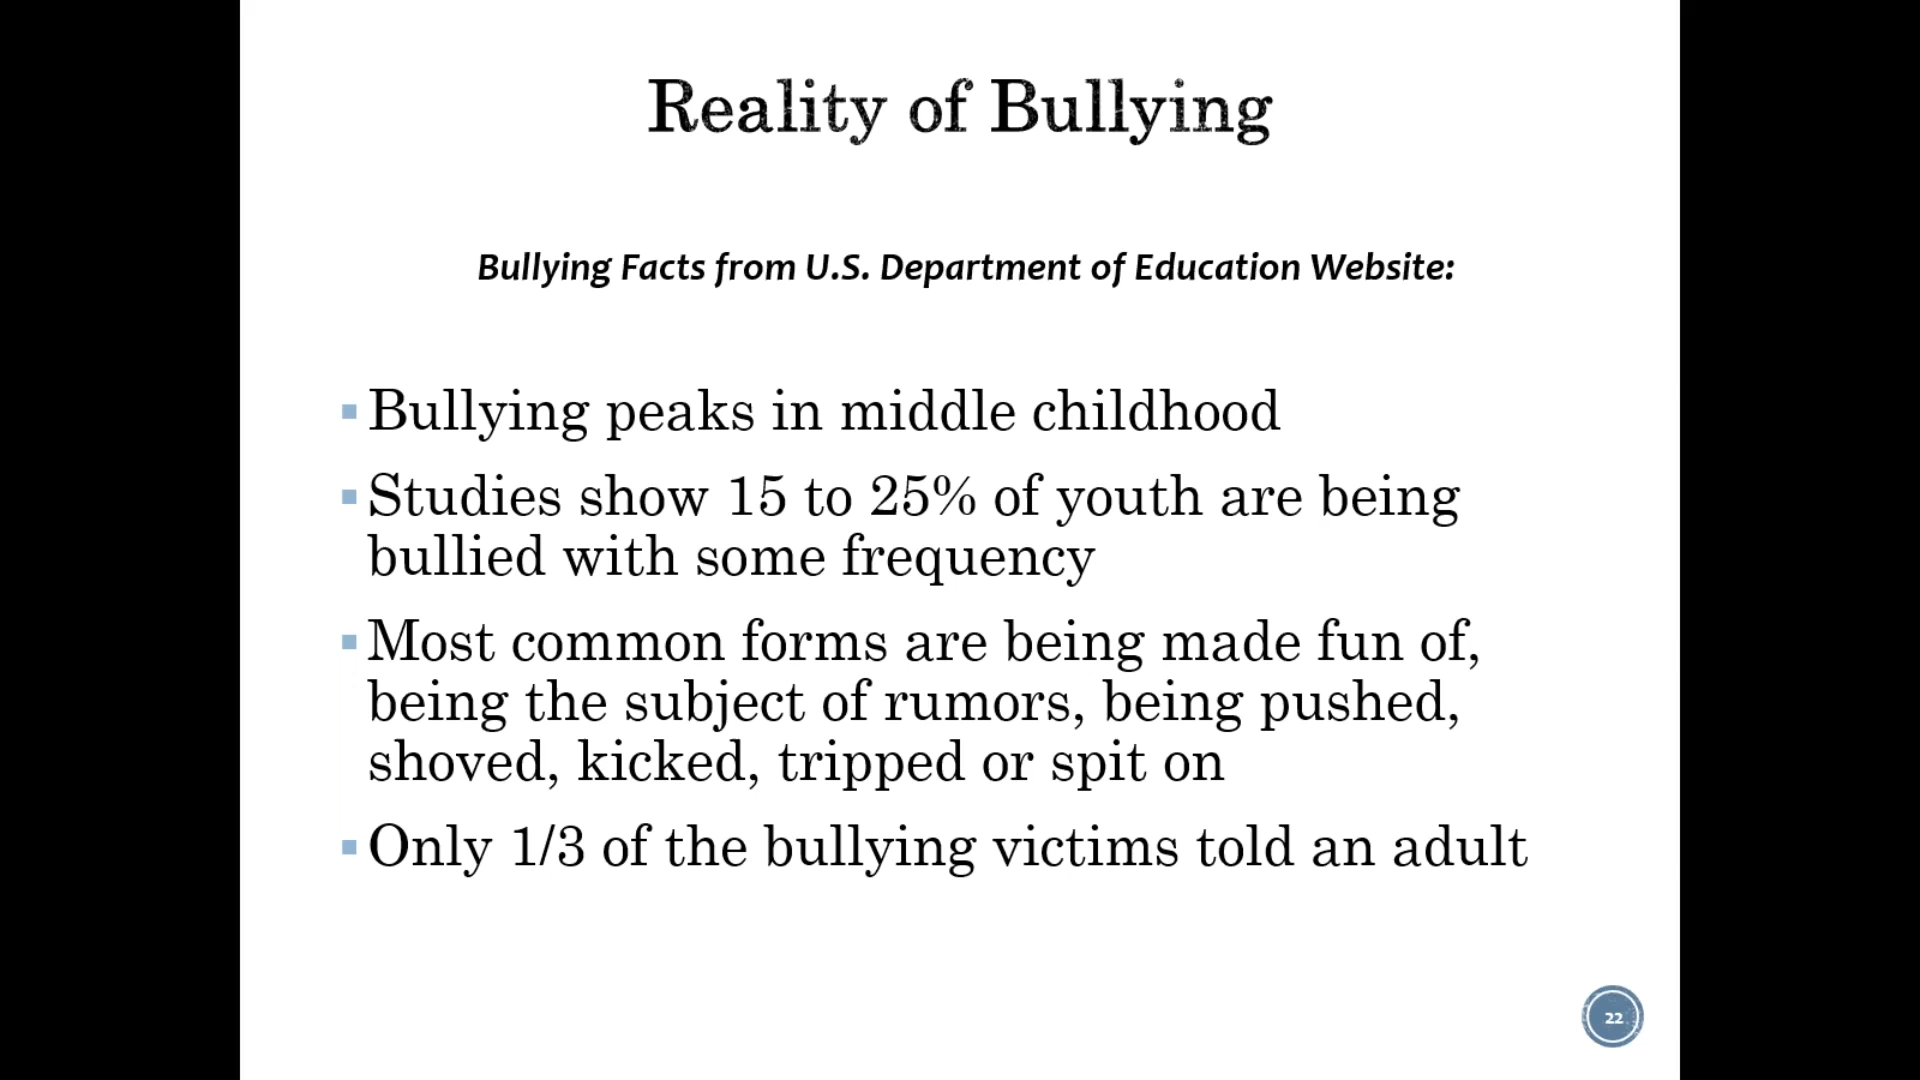 Reality of Bullying
Bullying Facts from U.S. Department of Education Website:
▪ Bullying peaks in middle childhood
▪ Studies show 15 to 25% of youth are being
bullied with some frequency
▪ Most common forms are being made fun of,
being the subject of rumors, being pushed,
shoved, kicked, tripped or spit on
▪ Only 1/3 of the bullying victims told an adult
22